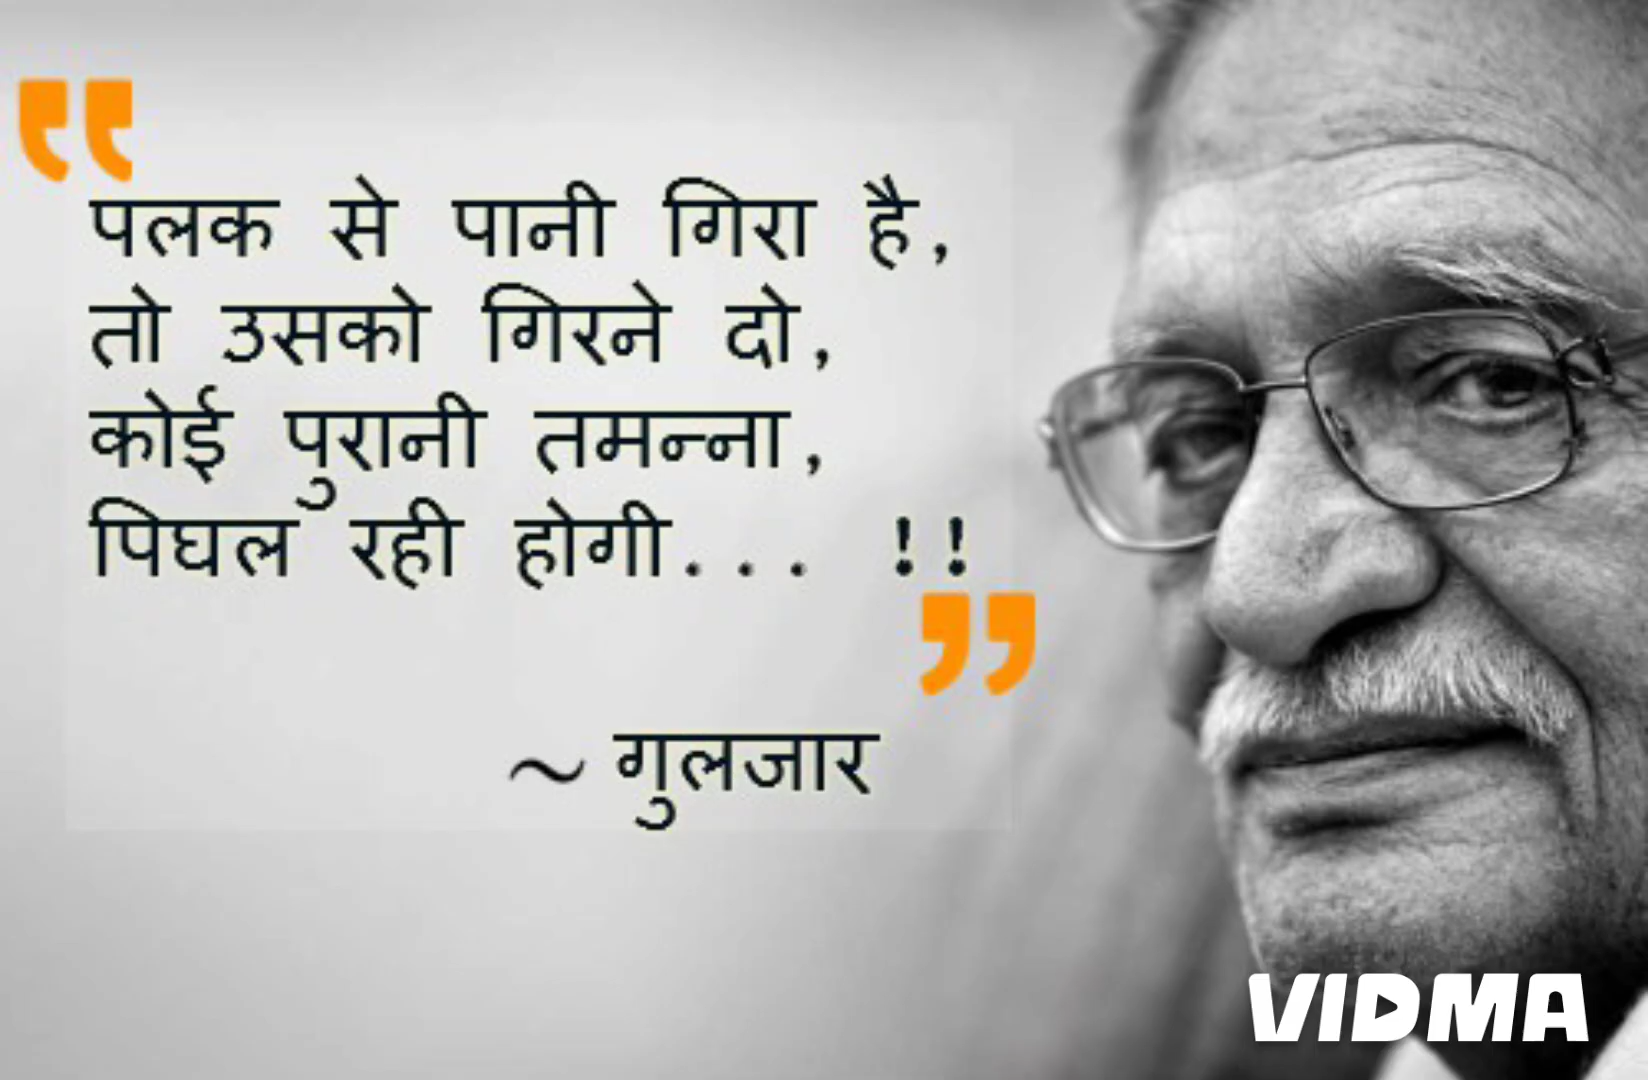 ❝
पलक से पानी गिरा है,
तो उसको गिरने दो,
कोई पुरानी तमन्ना,
पिघल रही होगी... !!
❞
~ गुलजार
VIDMA